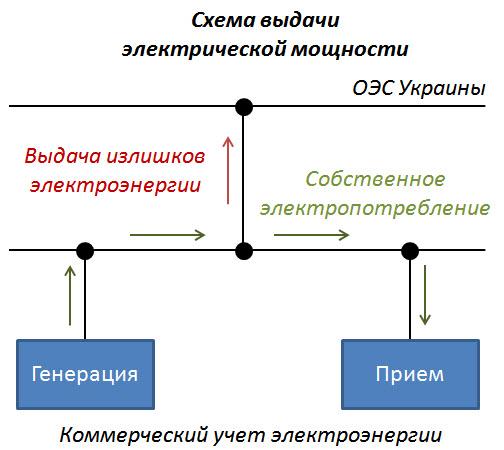 Схема выдачи
электрической мощности
ОЭС Украины
Выдача излишков
электроэнергии
Собственное
электропотребление
Генерация
Прием
Коммерческий учет электроэнергии